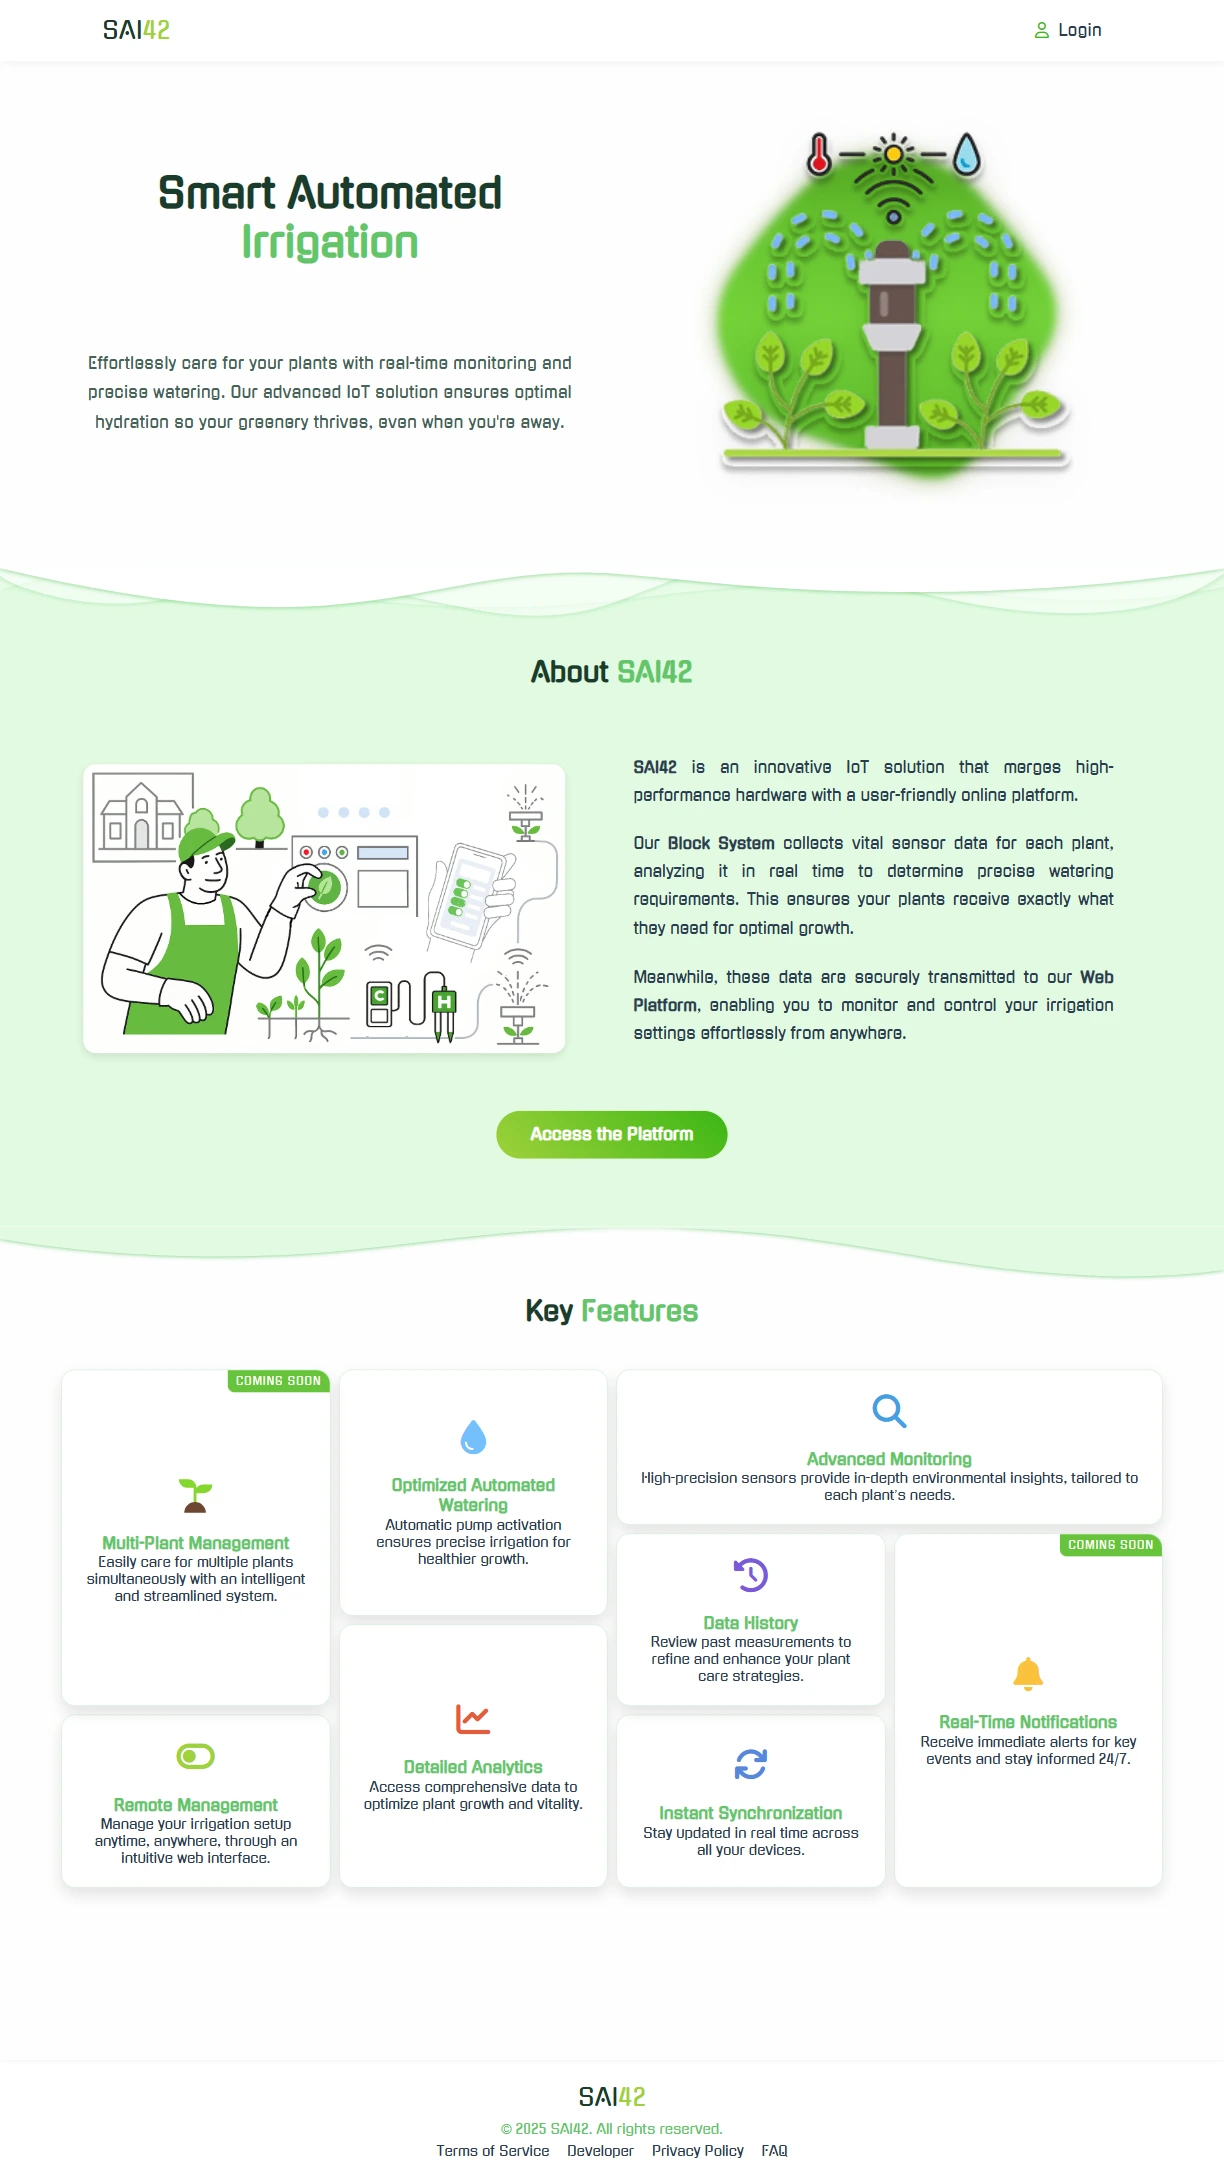 SAI42
Login
Smart Automated
Irrigation
Effortlessly care for your plants with real-time monitoring and
precise watering. Our advanced IoT solution ensures optimal
hydration so your greenery thrives, even when you're away.
About SAI42
C
H
SAI42 is an innovative IoT solution that merges high-
performance hardware with a user-friendly online platform.
Our Block System collects vital sensor data for each plant,
analyzing it in real time to determine precise watering
requirements. This ensures your plants receive exactly what
they need for optimal growth.
Meanwhile, these data are securely transmitted to our Web
Platform, enabling you to monitor and control your irrigation
settings effortlessly from anywhere.
Access the Platform
Key Features
COMING SOON
Multi-Plant Management
Easily care for multiple plants
simultaneously with an intelligent
and streamlined system.
Optimized Automated
Watering
Automatic pump activation
ensures precise irrigation for
healthier growth.
Advanced Monitoring
High-precision sensors provide in-depth environmental insights, tailored to
each plant's needs.
Data History
Review past measurements to
refine and enhance your plant
care strategies.
COMING SOON
Real-Time Notifications
Receive immediate alerts for key
events and stay informed 24/7.
Remote Management
Manage your irrigation setup
anytime, anywhere, through an
intuitive web interface.
Detailed Analytics
Access comprehensive data to
optimize plant growth and vitality.
Instant Synchronization
Stay updated in real time across
all your devices.
SAI42
© 2025 SAI42. All rights reserved.
Terms of Service Developer Privacy Policy FAQ